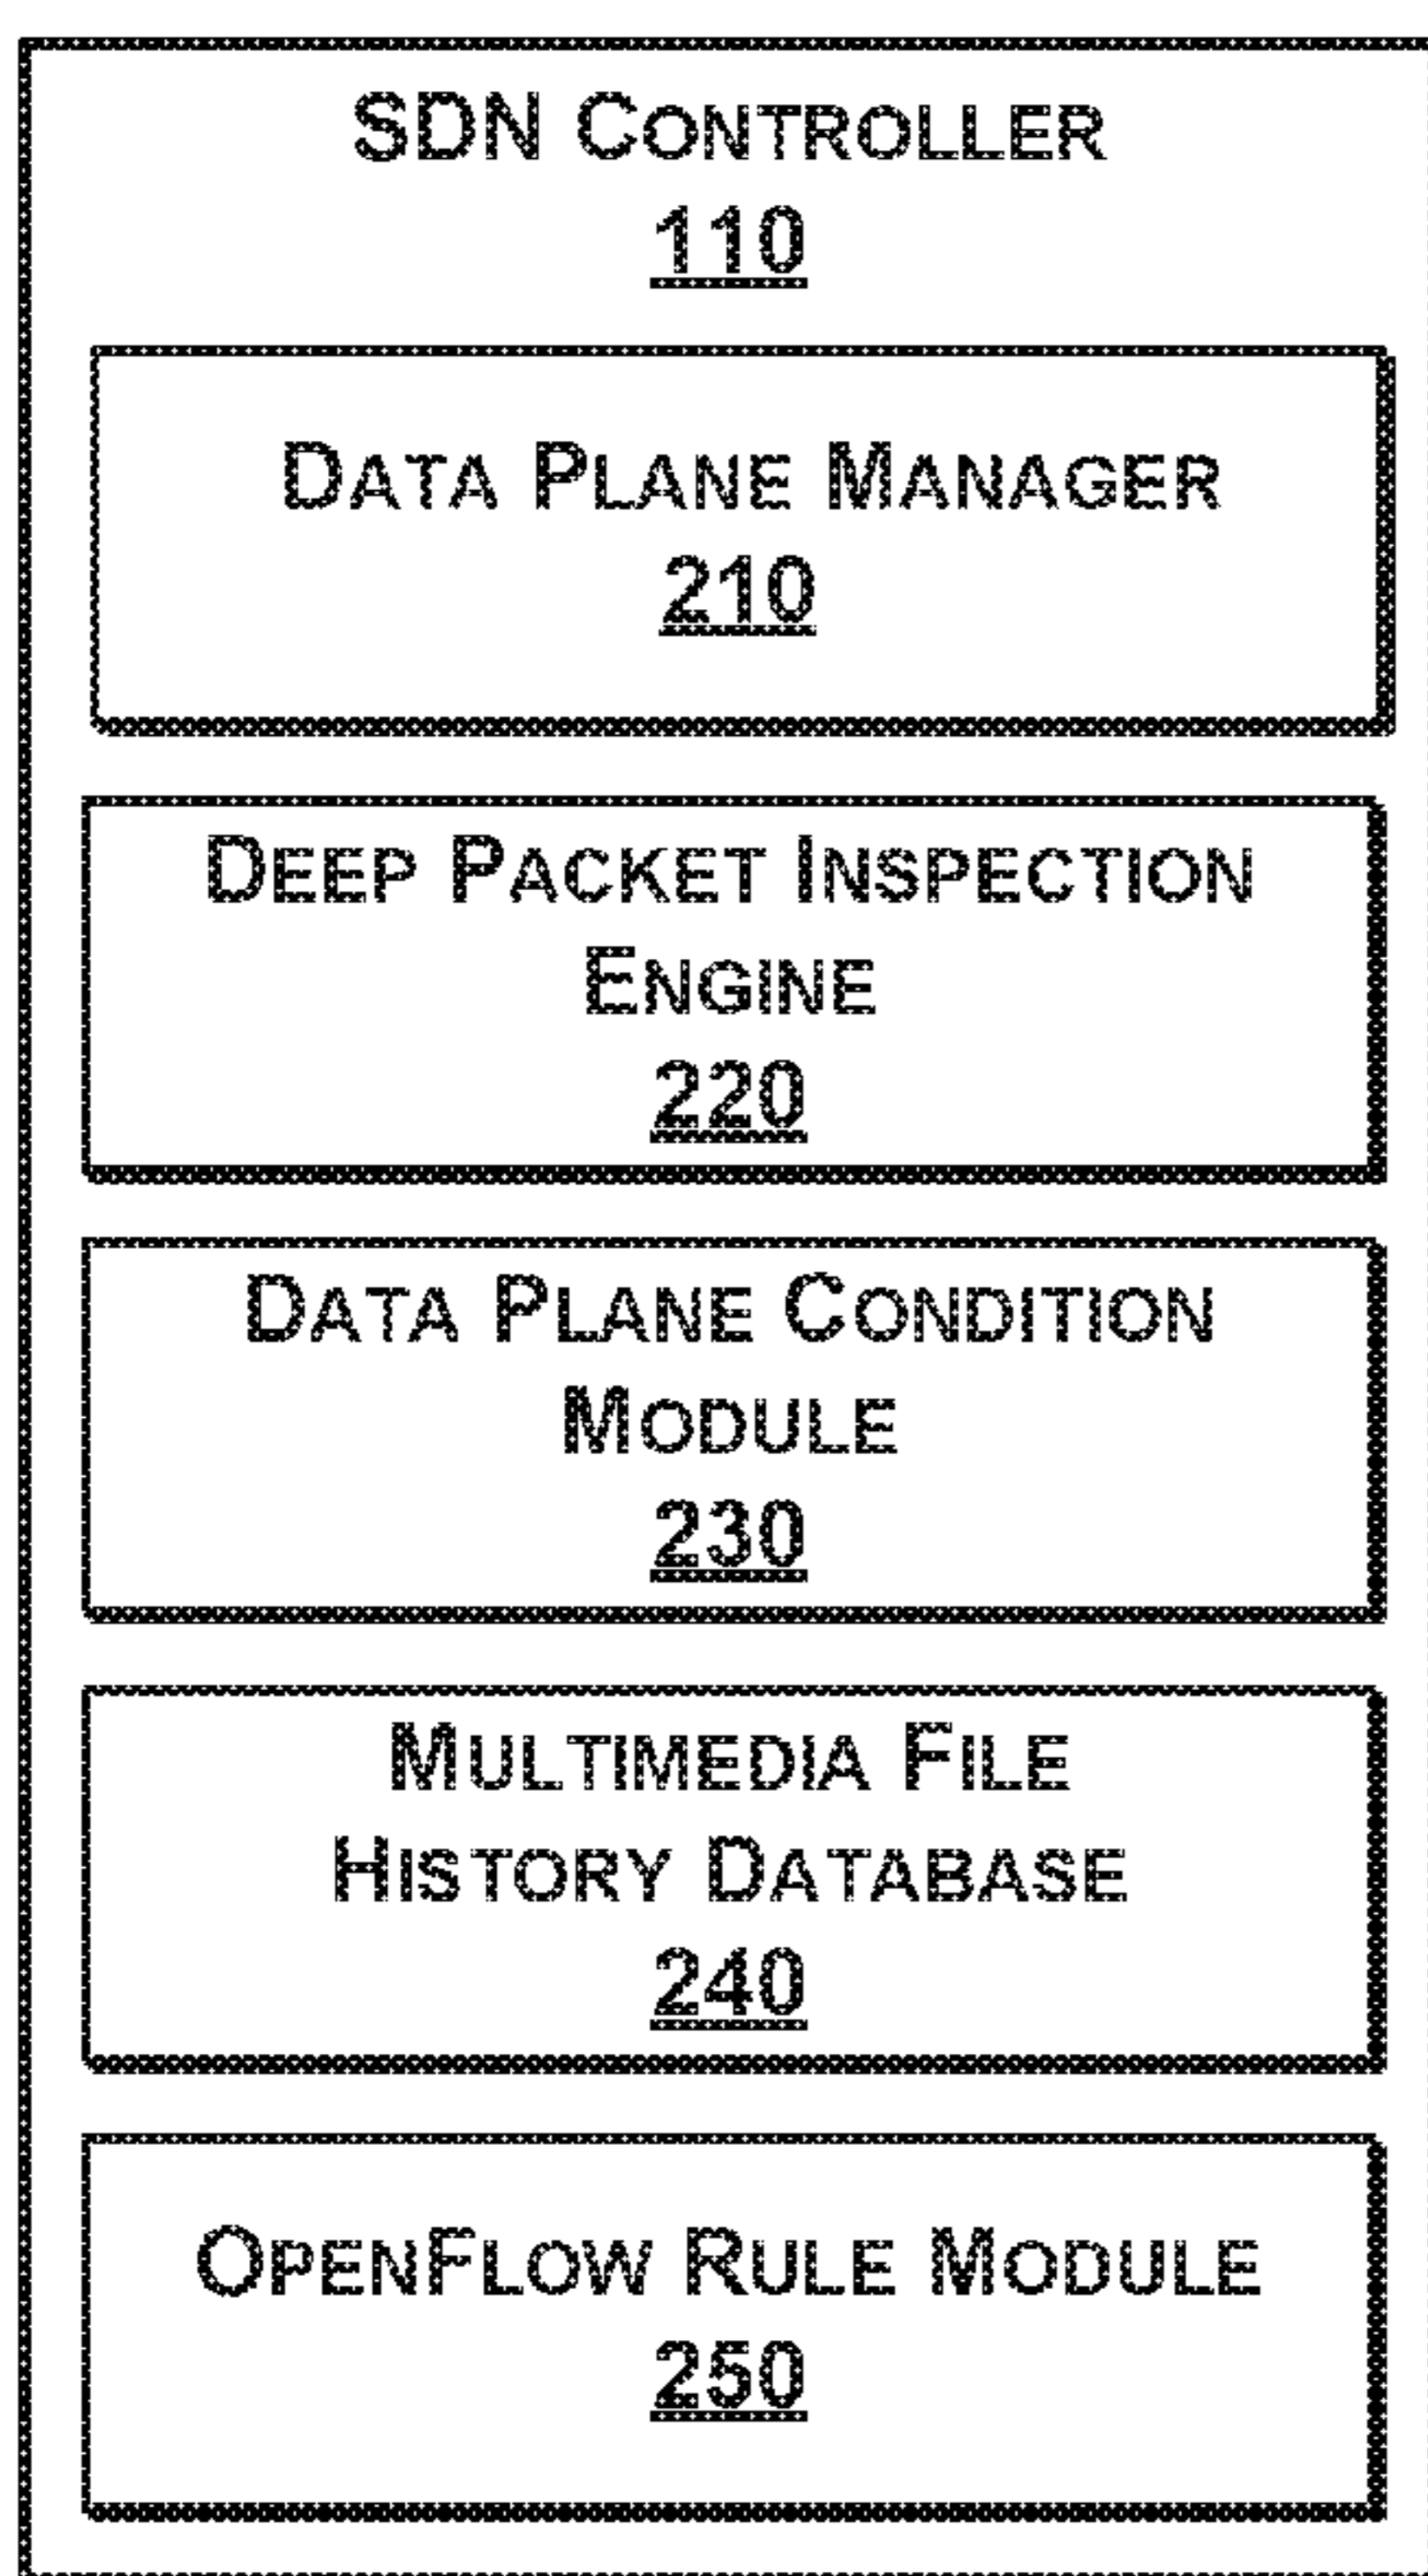 SDN CONTROLLER
110
DATA PLANE MANAGER
210
DEEP PACKET INSPECTION
ENGINE
220
DATA PLANE CONDITION
MODULE
230
MULTIMEDIA FILE
HISTORY DATABASE
240
OPENFLOW RULE MODULE
250